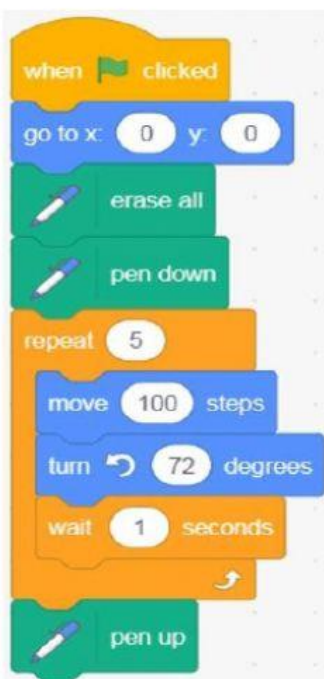 when clicked
go to x: 0 y: 0
erase all
pen down
repeat 5
move 100 steps
turn 72 degrees
wait 1 seconds
pen up